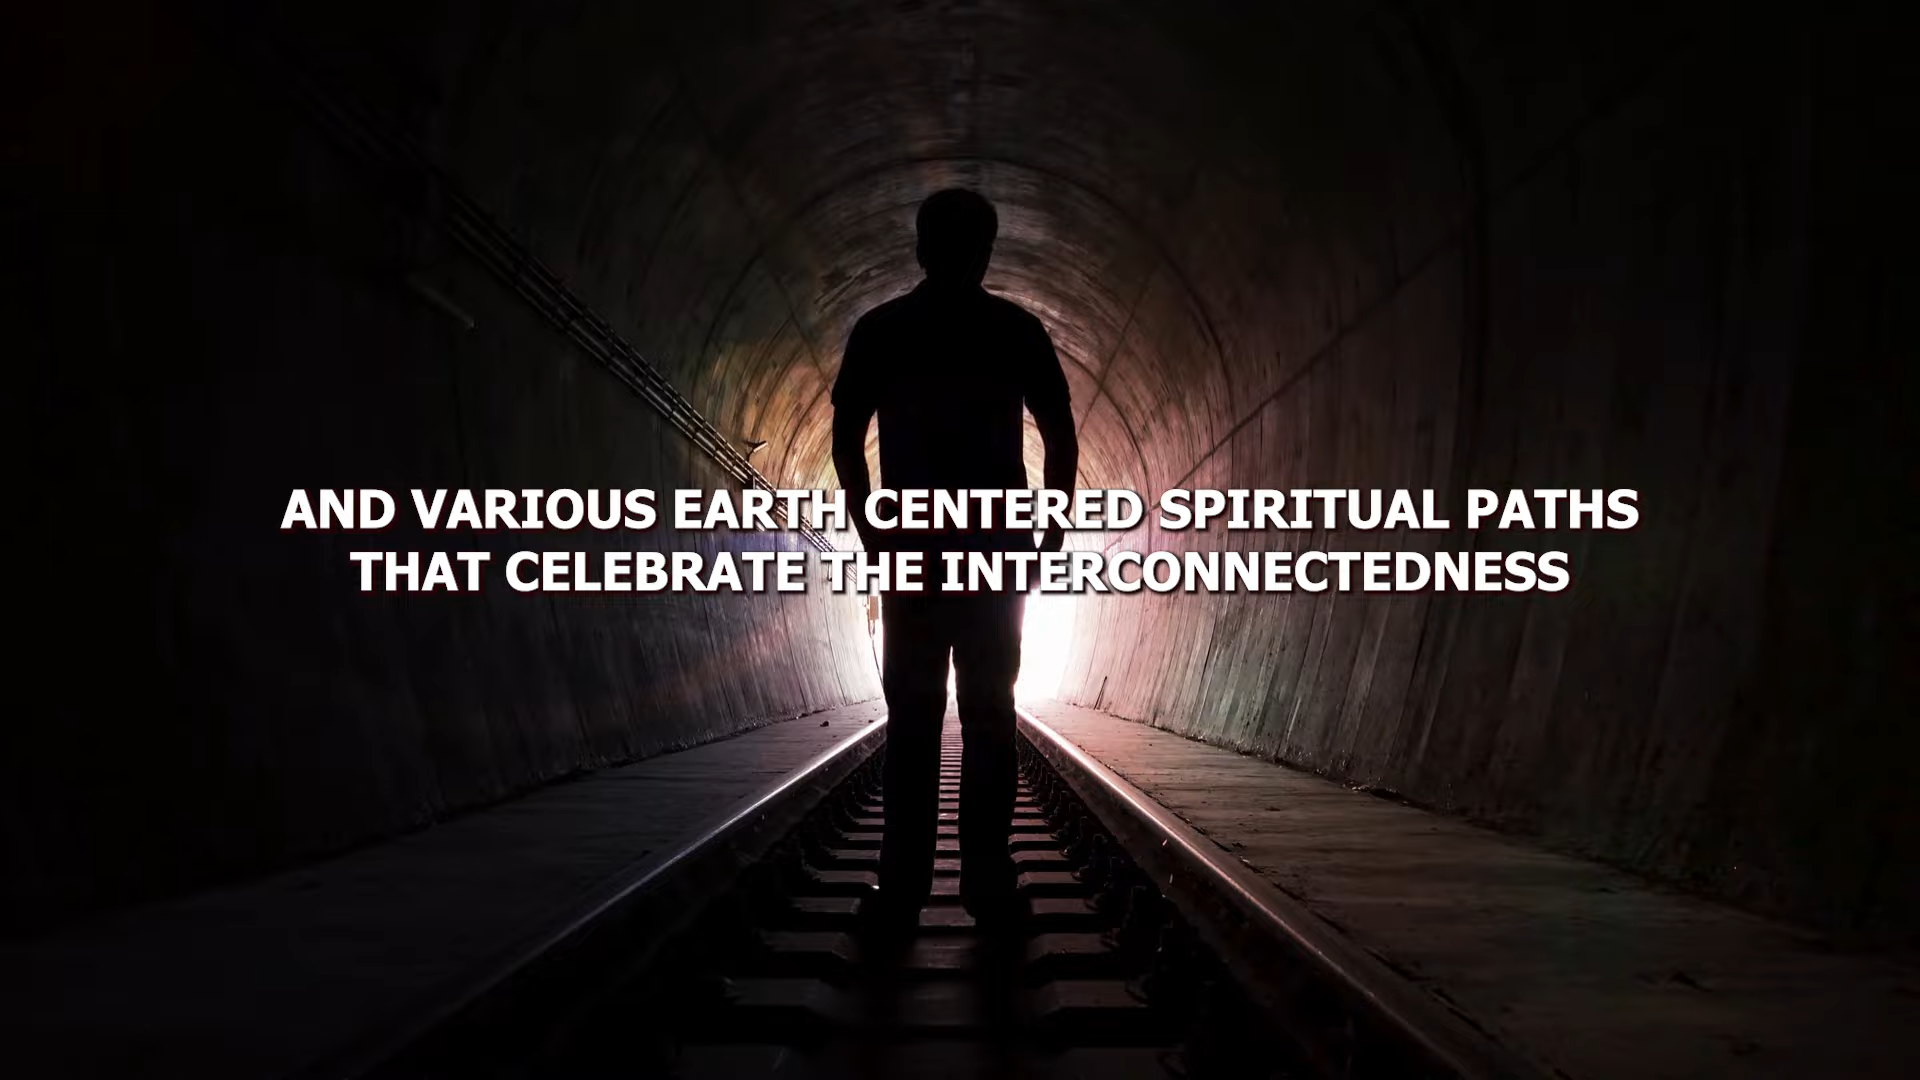 AND VARIOUS EARTH CENTERED SPIRITUAL PATHS
THAT CELEBRATE THE INTERCONNECTEDNESS